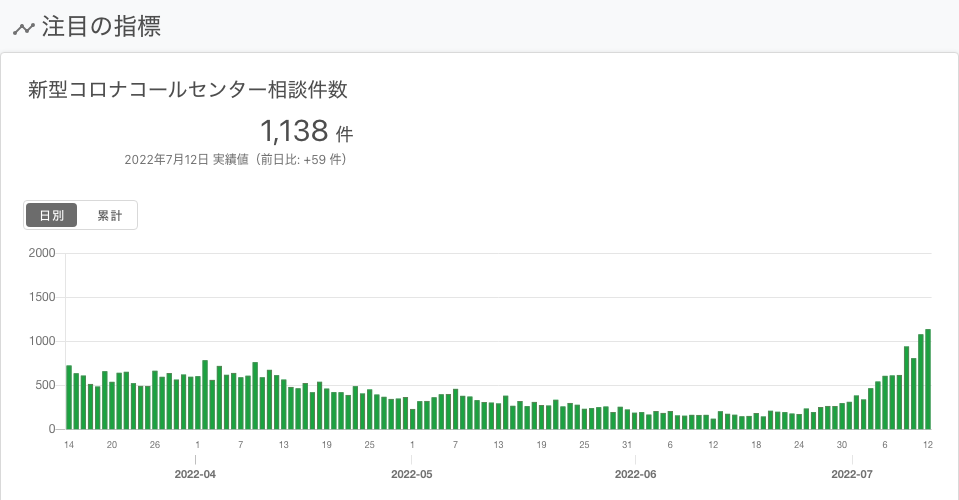 注目の指標
新型コロナコールセンター相談件数
1,138 件
2022年7月12日 実績値（前日比: +59 件）
日別 累計
2000
1500
1000
500
0
14 20 26 1 7 13 19 25 1 7 13 19 25 31 6 12 18 24 30 6 12
2022-04 2022-05 2022-06 2022-07